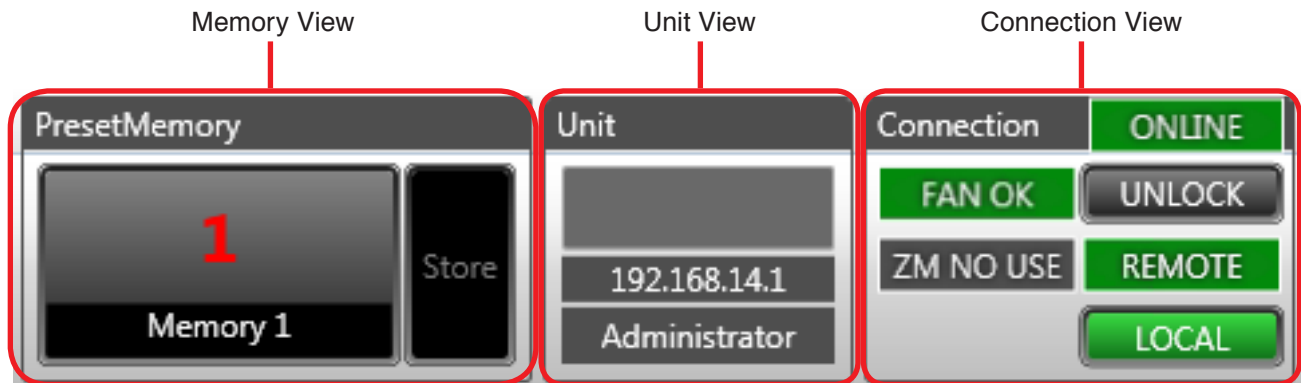 Memory View
Unit View
Connection View
PresetMemory
1
Memory 1
Store
Unit
192.168.14.1
Administrator
Connection
ONLINE
FAN OK
UNLOCK
ZM NO USE
REMOTE
LOCAL